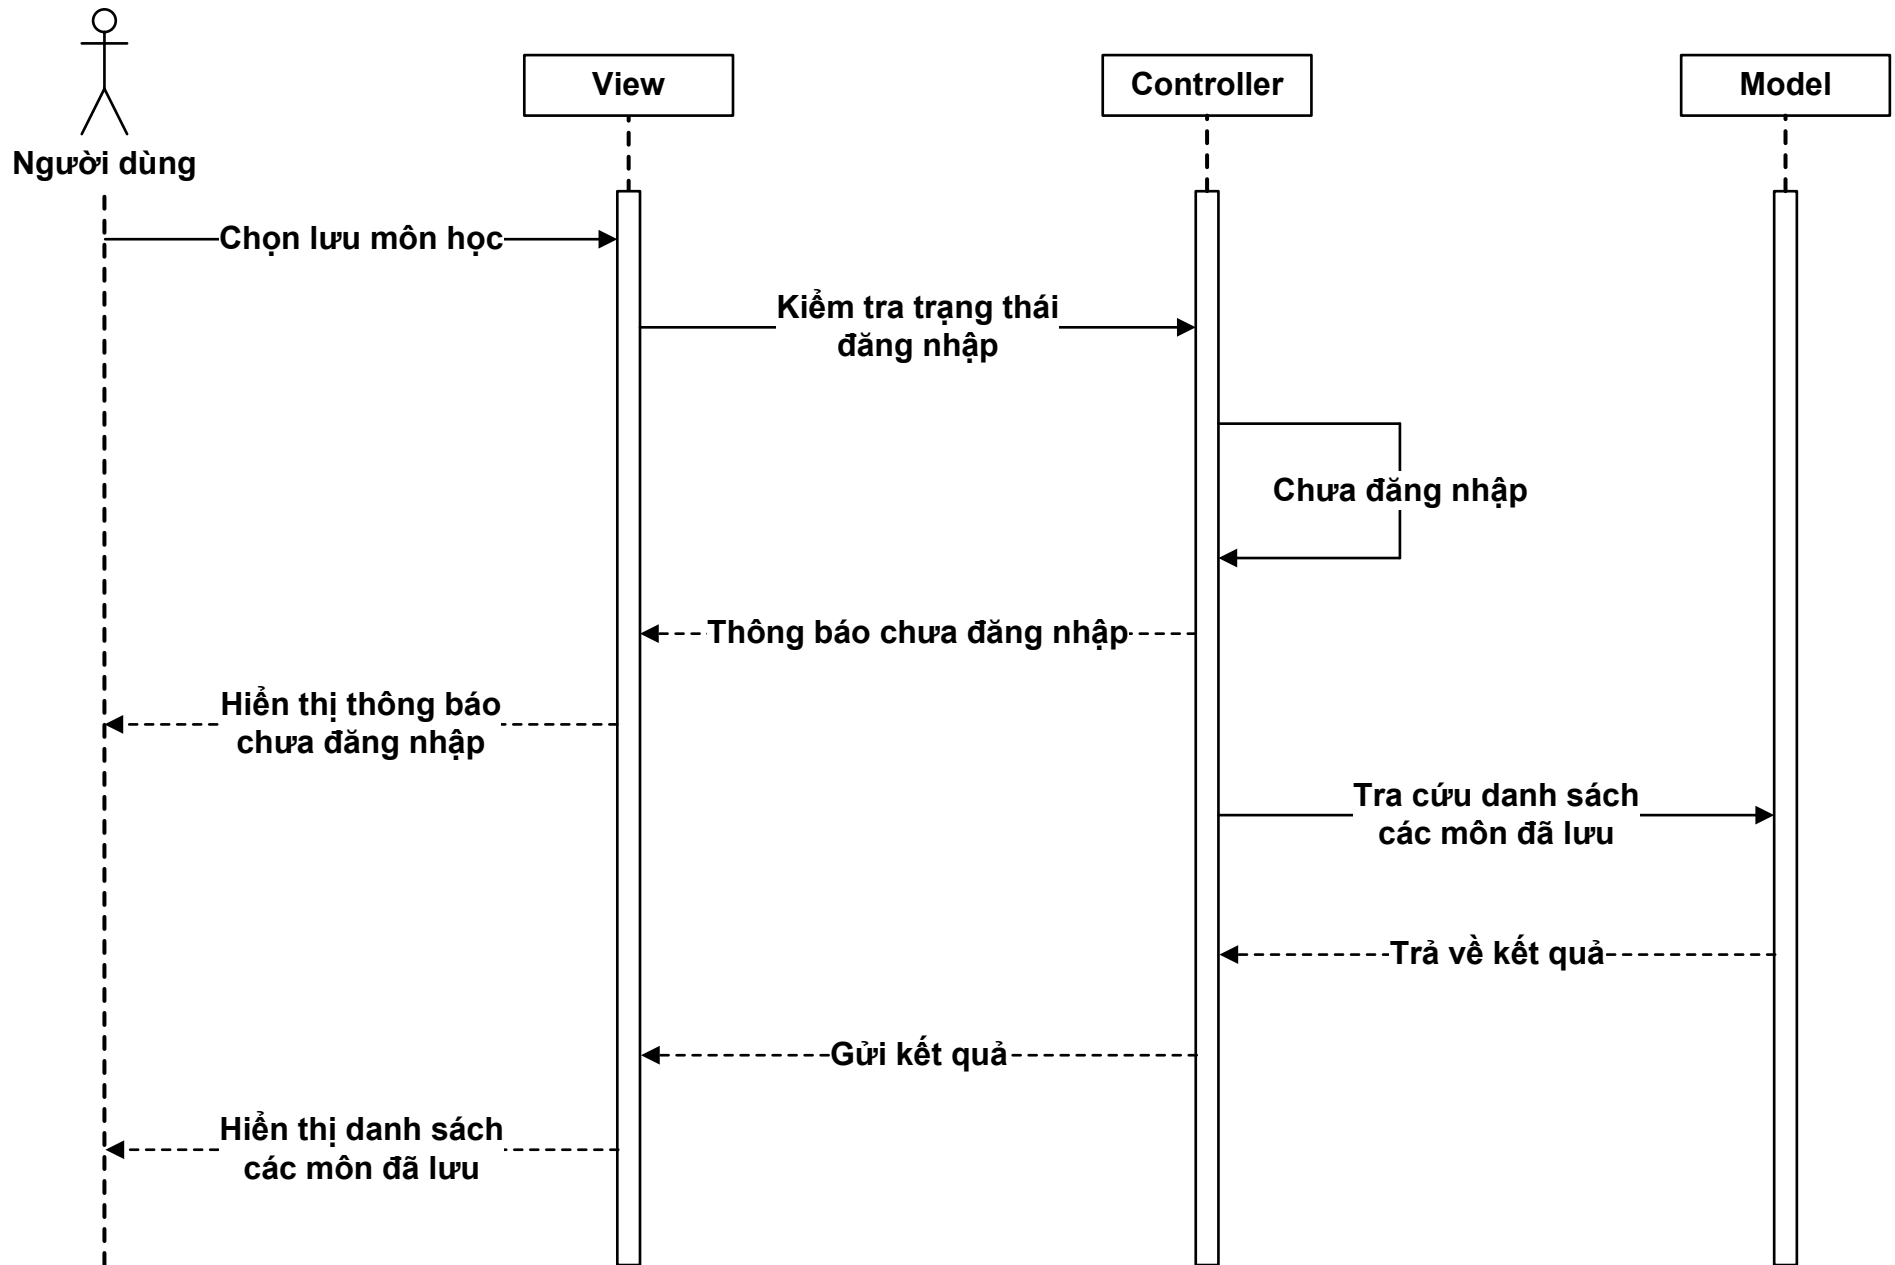 View
Controller
Model
Người dùng
Chọn lưu môn học
Kiểm tra trạng thái
đăng nhập
Chưa đăng nhập
Thông báo chưa đăng nhập
Hiển thị thông báo
chưa đăng nhập
Tra cứu danh sách
các môn đã lưu
Trả về kết quả
Gửi kết quả
Hiển thị danh sách
các môn đã lưu